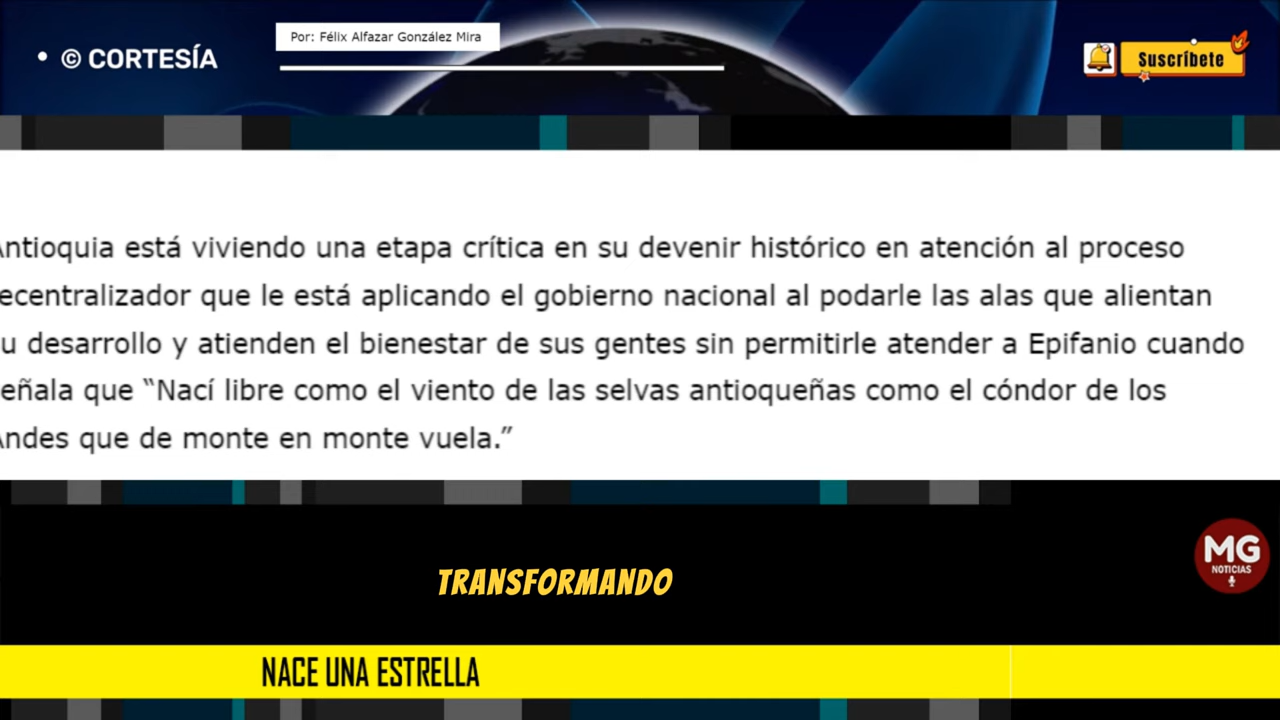 • © CORTESÍA
Por: Félix Alfazar González Mira
Suscríbete
Antioquia está viviendo una etapa crítica en su devenir histórico en atención al proceso
ecentralizador que le está aplicando el gobierno nacional al podarle las alas que alientan
u desarrollo y atienden el bienestar de sus gentes sin permitirle atender a Epifanio cuando
eñala que “Nací libre como el viento de las selvas antioqueñas como el cóndor de los
Andes que de monte en monte vuela.”
MG
NOTICIAS
TRANSFORMANDO
NACE UNA ESTRELLA